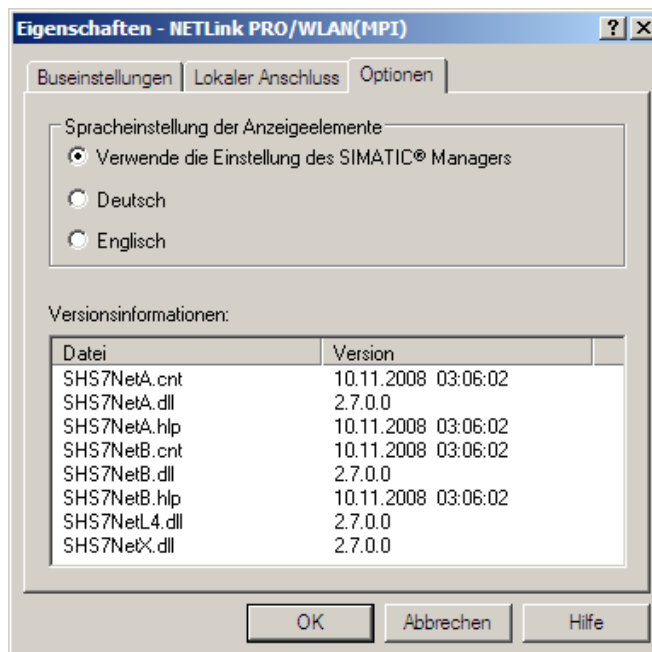 Eigenschaften - NETLink PRO/WLAN(MPI)
Buseinstellungen Lokaler Anschluss Optionen
Spracheinstellung der Anzeigeelemente
Verwende die Einstellung des SIMATIC® Managers
Deutsch
Englisch
Versionsinformationen:
Datei Version
SHS7NetA.cnt 10.11.2008 03:06:02
SHS7NetA.dll 2.7.0.0
SHS7NetA.hlp 10.11.2008 03:06:02
SHS7NetB.cnt 10.11.2008 03:06:02
SHS7NetB.dll 2.7.0.0
SHS7NetB.hlp 10.11.2008 03:06:02
SHS7NetL4.dll 2.7.0.0
SHS7NetX.dll 2.7.0.0
OK Abbrechen Hilfe